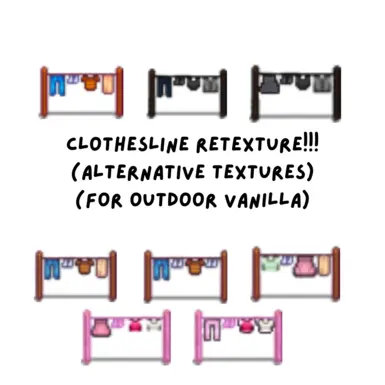 CLOTHESLINE RETEXTURE!!!
(ALTERNATIVE TEXTURES)
(FOR OUTDOOR VANILLA)